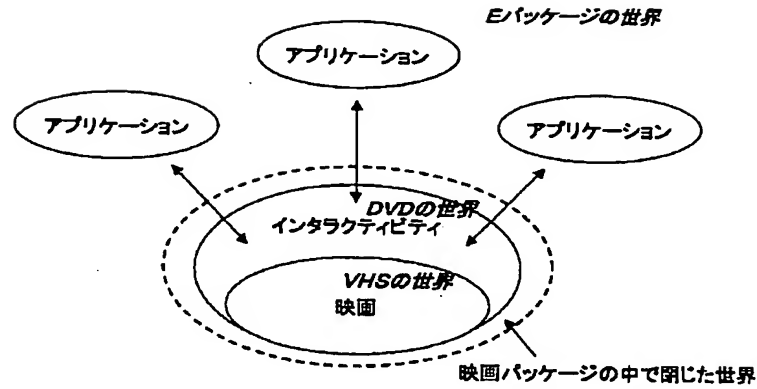 Eパッケージの世界
アプリケーション
アプリケーション
アプリケーション
DVDの世界
インタラクティビティ
VHSの世界
映画
映画パッケージの中で閉じた世界